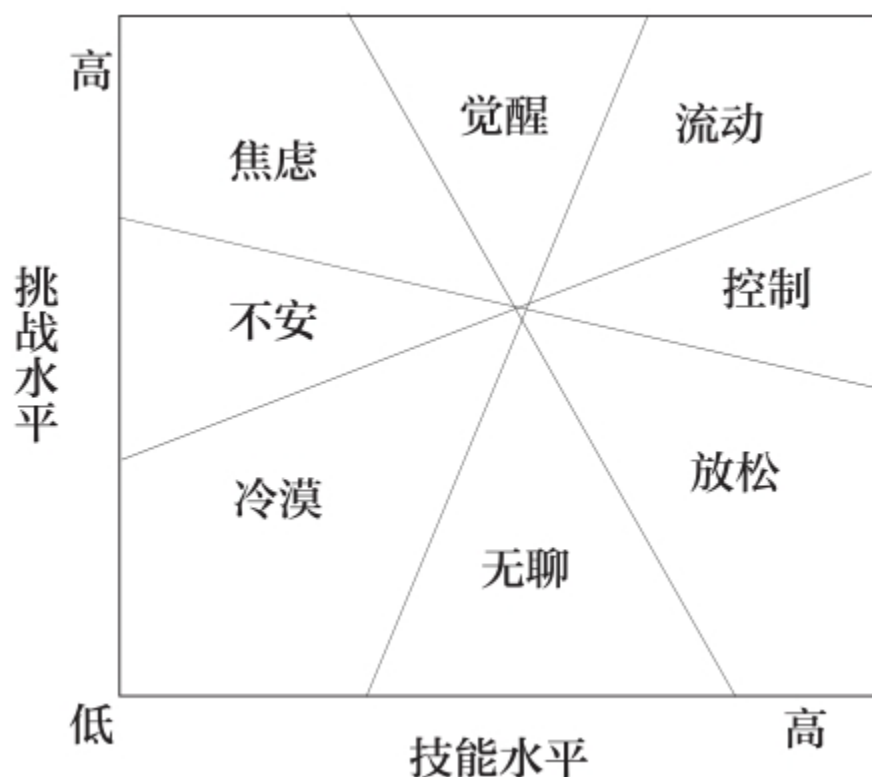 高
觉醒
流动
焦虑
挑战水平
控制
不安
放松
冷漠
无聊
低
高
技能水平